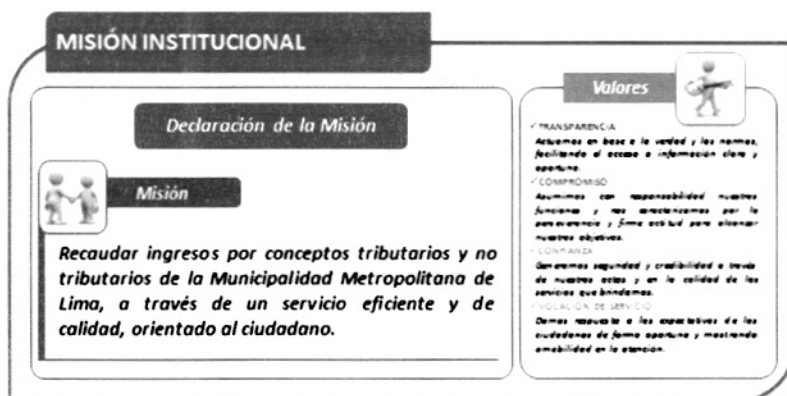 MISIÓN INSTITUCIONAL
Declaración de la Misión
Misión
Recaudar ingresos por conceptos tributarios y no
tributarios de la Municipalidad Metropolitana de
Lima, a través de un servicio eficiente y de
calidad, orientado al ciudadano.
Valores
✓ TRANSPARENCIA
Actuamos en base a la verdad y las normas,
facilitando el acceso a información clara y
oportuna.
✓ COMPROMISO
Asumimos con responsabilidad nuestras
funciones y nos caracterizamos por la
perseverancia y firme actitud para alcanzar
nuestros objetivos.
✓ CONFIANZA
Generamos seguridad y credibilidad a través
de nuestros actos y en la calidad de los
servicios que brindamos.
✓ VOCACIÓN DE SERVICIO
Damos respuesta a las expectativas de los
ciudadanos de forma oportuna y mostrando
amabilidad en la atención.